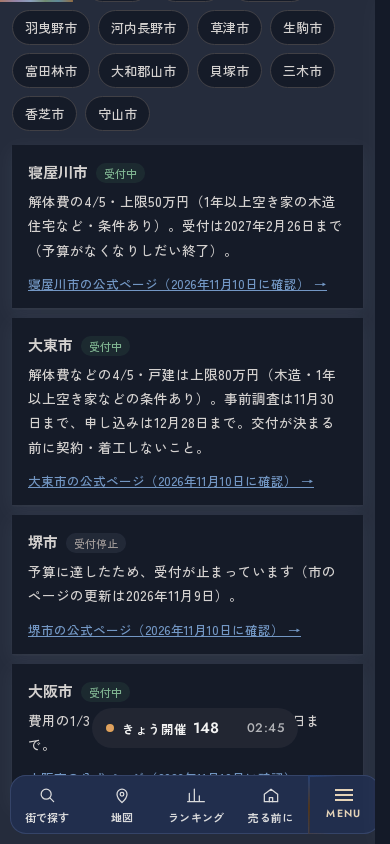 羽曳野市 河内長野市 草津市 生駒市
富田林市 大和郡山市 貝塚市 三木市
香芝市 守山市
寝屋川市 受付中
解体費の4/5・上限50万円（1年以上空き家の木造
住宅など・条件あり）。受付は2027年2月26日まで
（予算がなくなりしだい終了）。
寝屋川市の公式ページ（2026年11月10日に確認） →
大東市 受付中
解体費などの4/5・戸建は上限80万円（木造・1年
以上空き家などの条件あり）。事前調査は11月30
日まで、申し込みは12月28日まで。交付が決まる
前に契約・着工しないこと。
大東市の公式ページ（2026年11月10日に確認） →
堺市 受付停止
予算に達したため、受付が止まっています（市の
ページの更新は2026年11月9日）。
堺市の公式ページ（2026年11月10日に確認） →
大阪市 受付中
費用の1/3 日ま
で。
きょう開催 148 02:45
街で探す 地図 ランキング 売る前に MENU